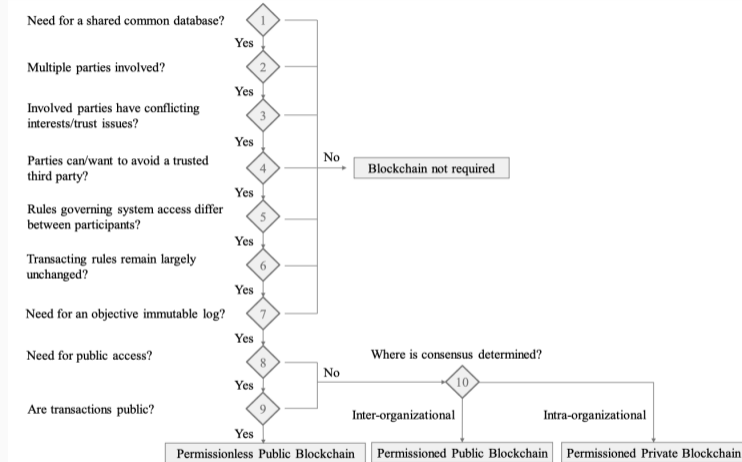 Need for a shared common database?
1
Yes
Multiple parties involved?
2
Yes
Involved parties have conflicting
interests/trust issues?
3
Yes
Parties can/want to avoid a trusted
third party?
4
No
Blockchain not required
Yes
Rules governing system access differ
between participants?
5
Yes
Transacting rules remain largely
unchanged?
6
Yes
Need for an objective immutable log?
7
Yes
Need for public access?
8
Where is consensus determined?
No
10
Yes
Are transactions public?
9
Inter-organizational
Intra-organizational
Yes
Permissionless Public Blockchain
Permissioned Public Blockchain
Permissioned Private Blockchain